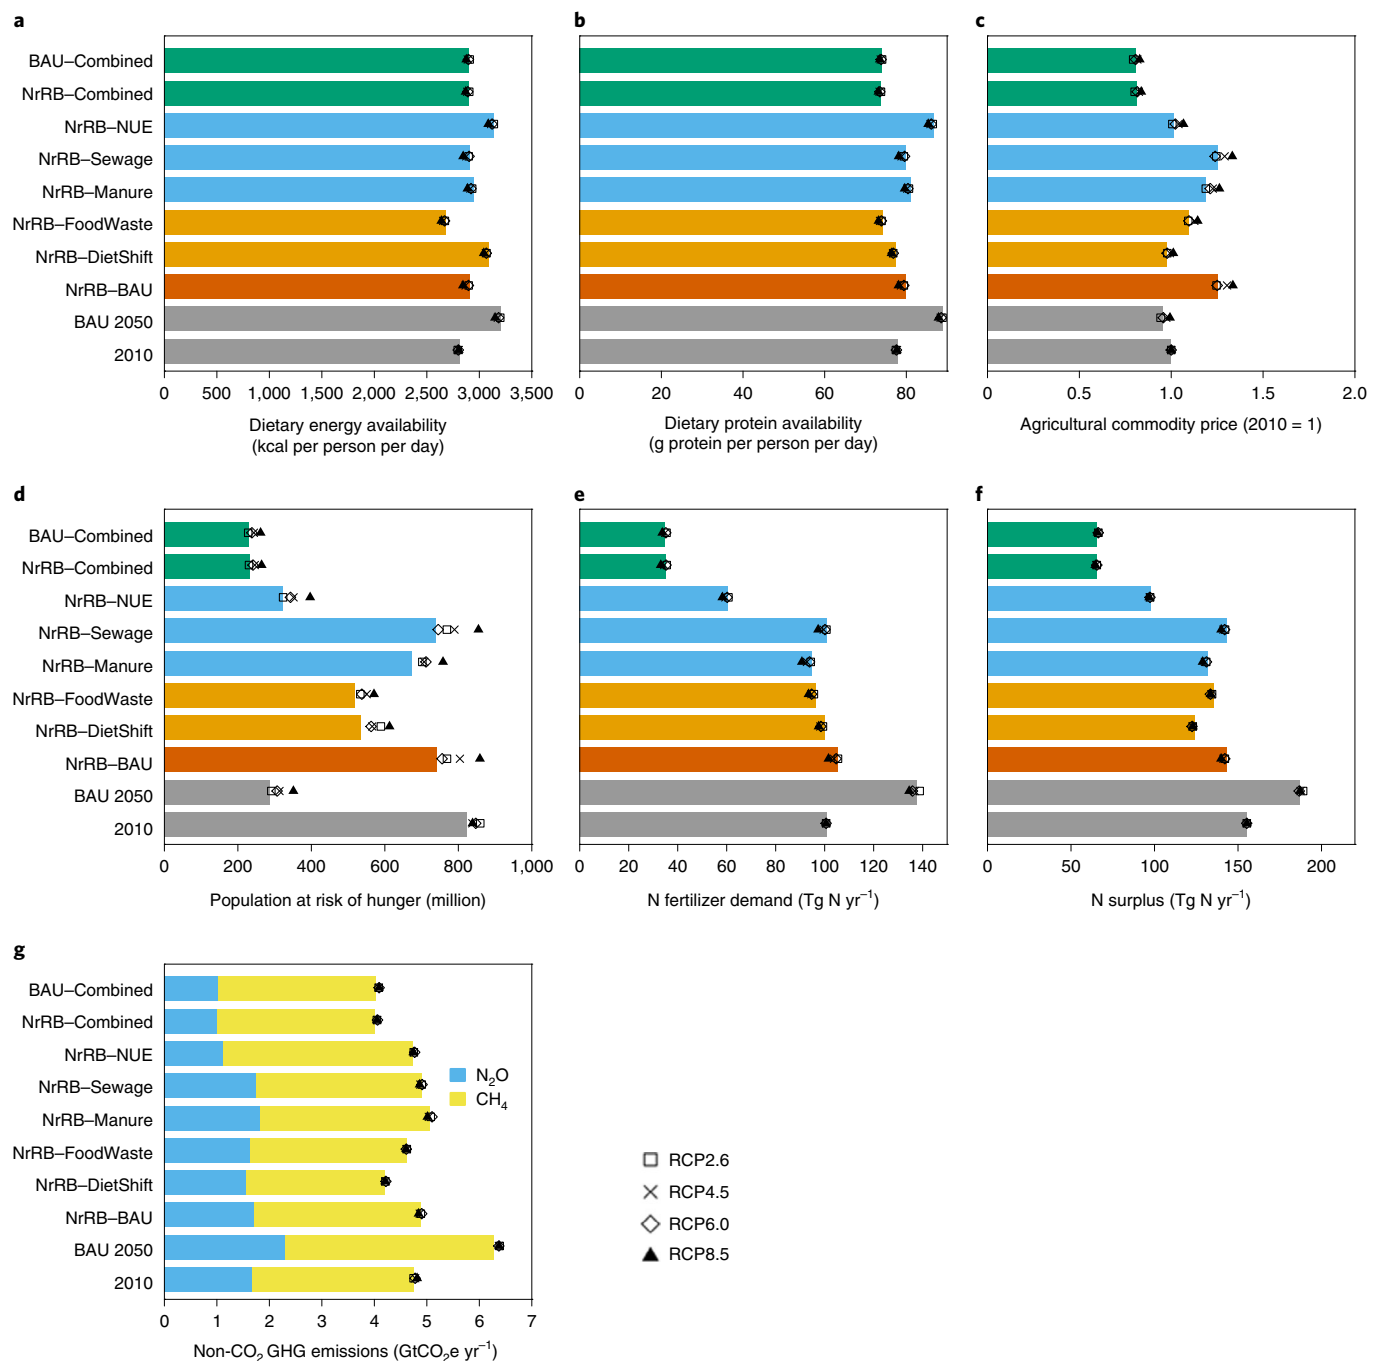 a
BAU–Combined
NrRB–Combined
NrRB–NUE
NrRB–Sewage
NrRB–Manure
NrRB–FoodWaste
NrRB–DietShift
NrRB–BAU
BAU 2050
2010
0 500 1,000 1,500 2,000 2,500 3,000 3,500
Dietary energy availability
(kcal per person per day)
b
0 20 40 60 80
Dietary protein availability
(g protein per person per day)
c
0 0.5 1.0 1.5 2.0
Agricultural commodity price (2010 = 1)
d
BAU–Combined
NrRB–Combined
NrRB–NUE
NrRB–Sewage
NrRB–Manure
NrRB–FoodWaste
NrRB–DietShift
NrRB–BAU
BAU 2050
2010
0 200 400 600 800 1,000
Population at risk of hunger (million)
e
0 20 40 60 80 100 120 140
N fertilizer demand (Tg N yr⁻¹)
f
0 50 100 150 200
N surplus (Tg N yr⁻¹)
g
BAU–Combined
NrRB–Combined
NrRB–NUE
NrRB–Sewage
NrRB–Manure
NrRB–FoodWaste
NrRB–DietShift
NrRB–BAU
BAU 2050
2010
0 1 2 3 4 5 6 7
Non-CO₂ GHG emissions (GtCO₂e yr⁻¹)
N₂O
CH₄
RCP2.6
RCP4.5
RCP6.0
RCP8.5